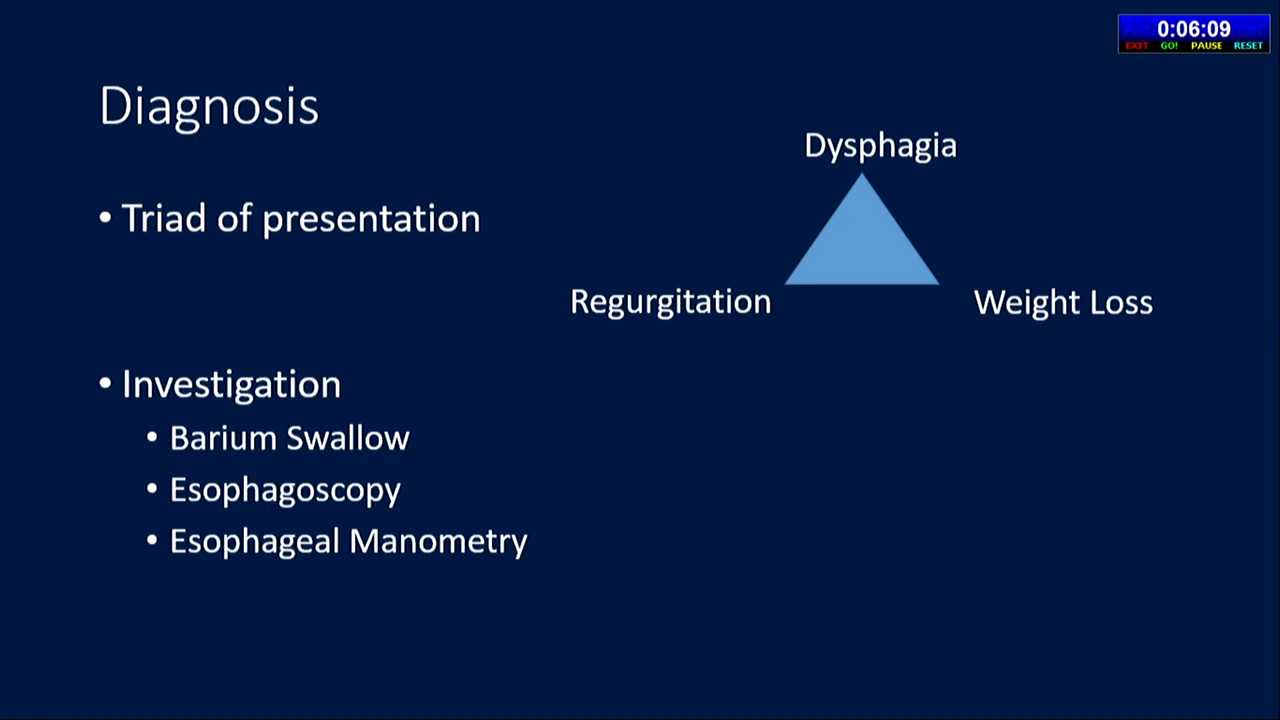 0:06:09
EXIT GO! PAUSE RESET
Diagnosis
Dysphagia
• Triad of presentation
Regurgitation
Weight Loss
• Investigation
• Barium Swallow
• Esophagoscopy
• Esophageal Manometry